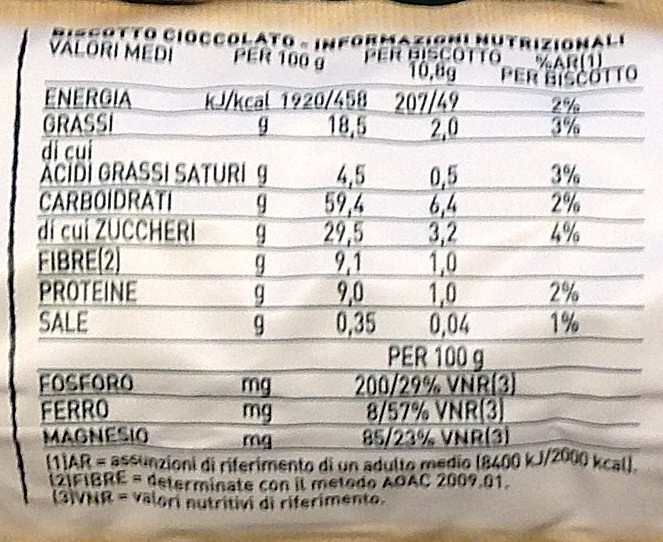 BISCOTTO CIOCCOLATO - INFORMAZIONI NUTRIZIONALI
VALORI MEDI PER 100 g PER BISCOTTO 10,8g %AR(1) PER BISCOTTO
ENERGIA kJ/kcal 1920/458 207/49 2%
GRASSI g 18,5 2,0 3%
di cui
ACIDI GRASSI SATURI g 4,5 0,5 3%
CARBOIDRATI g 59,4 6,4 2%
di cui ZUCCHERI g 29,5 3,2 4%
FIBRE(2) g 9,1 1,0
PROTEINE g 9,0 1,0 2%
SALE g 0,35 0,04 1%
PER 100 g
FOSFORO mg 200/29% VNR(3)
FERRO mg 8/57% VNR(3)
MAGNESIO mg 85/23% VNR(3)
(1)AR = assunzioni di riferimento di un adulto medio (8400 kJ/2000 kcal).
(2)FIBRE = determinate con il metodo AOAC 2009.01.
(3)VNR = valori nutritivi di riferimento.